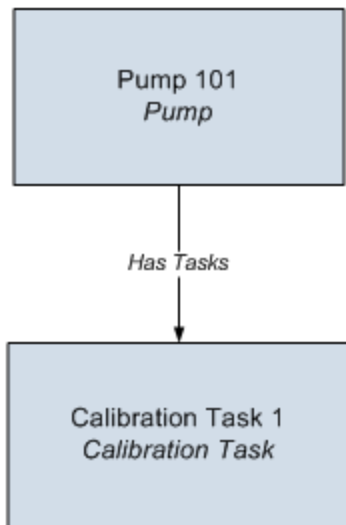 Pump 101
Pump
Has Tasks
Calibration Task 1
Calibration Task